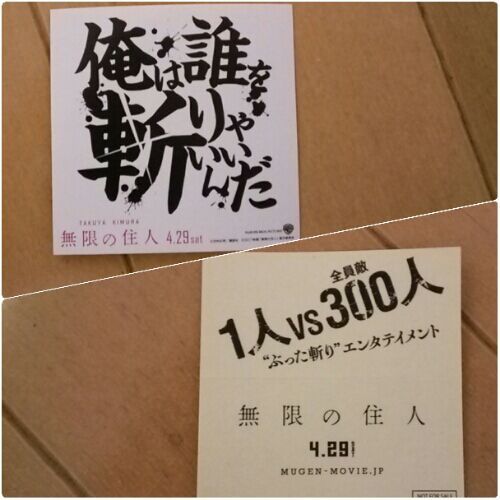 俺は誰を
斬りゃいいんだ
TAKUYA KIMURA
無限の住人 4.29 sat
全員敵
1人VS300人
“ぶった斬り”エンタテイメント
無限の住人
4.29
MUGEN-MOVIE.JP
NOT FOR SALE